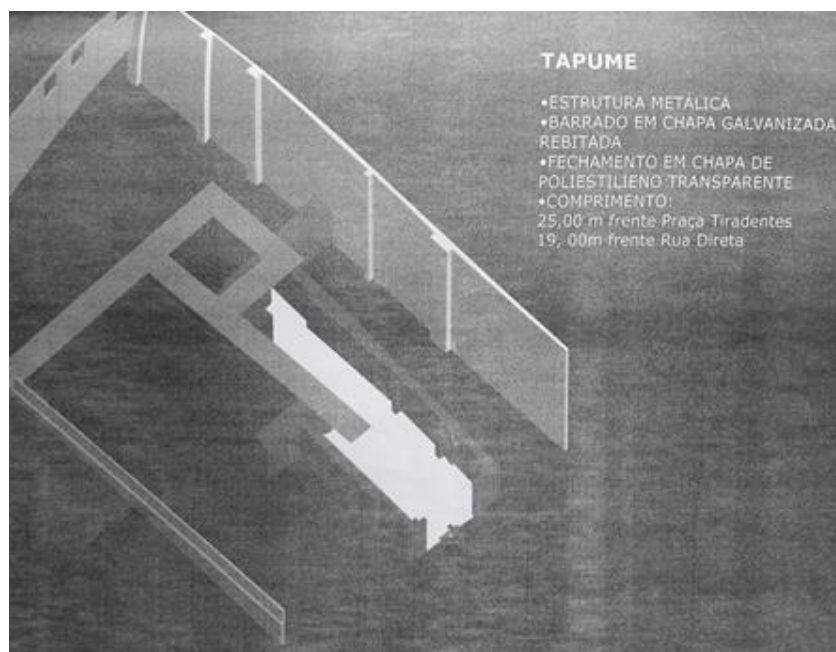 TAPUME
•ESTRUTURA METÁLICA
•BARRADO EM CHAPA GALVANIZADA
REBITADA
•FECHAMENTO EM CHAPA DE
POLIESTILIENO TRANSPARENTE
•COMPRIMENTO:
25,00 m frente Praça Tiradentes
19, 00m frente Rua Direta